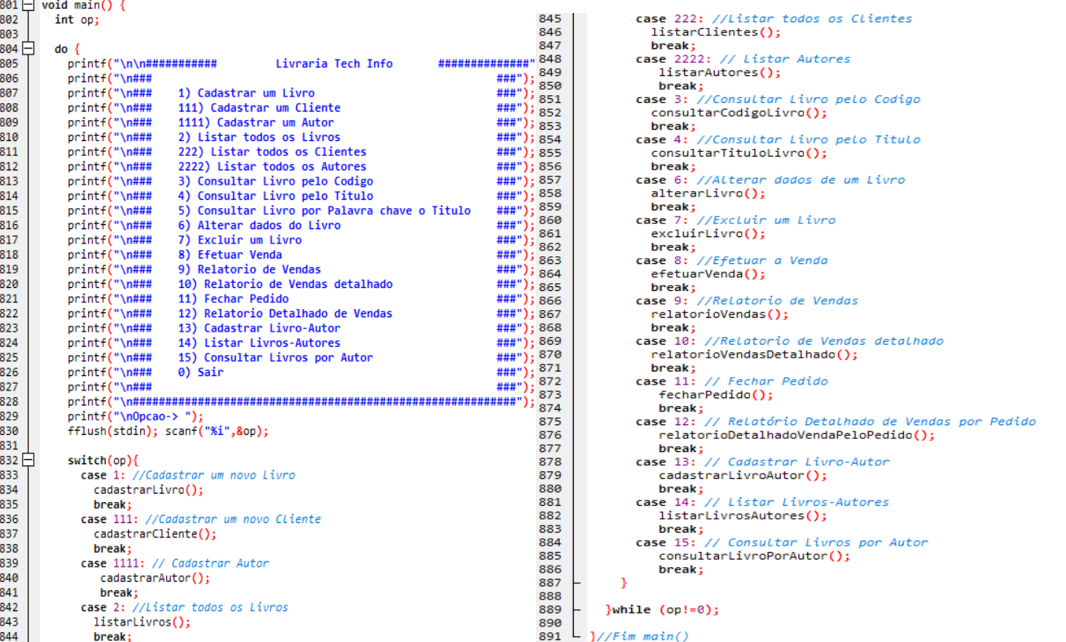 801 void main() {
802 int op;
803
804 do {
805 printf("\n\n########### Livraria Tech Info ##############"
806 printf("\n### ###");
807 printf("\n### 1) Cadastrar um Livro ###");
808 printf("\n### 111) Cadastrar um Cliente ###");
809 printf("\n### 1111) Cadastrar um Autor ###");
810 printf("\n### 2) Listar todos os Livros ###");
811 printf("\n### 222) Listar todos os Clientes ###");
812 printf("\n### 2222) Listar todos os Autores ###");
813 printf("\n### 3) Consultar Livro pelo Codigo ###");
814 printf("\n### 4) Consultar Livro pelo Titulo ###");
815 printf("\n### 5) Consultar Livro por Palavra chave o Titulo ###");
816 printf("\n### 6) Alterar dados do Livro ###");
817 printf("\n### 7) Excluir um Livro ###");
818 printf("\n### 8) Efetuar Venda ###");
819 printf("\n### 9) Relatorio de Vendas ###");
820 printf("\n### 10) Relatorio de Vendas detalhado ###");
821 printf("\n### 11) Fechar Pedido ###");
822 printf("\n### 12) Relatorio Detalhado de Vendas ###");
823 printf("\n### 13) Cadastrar Livro-Autor ###");
824 printf("\n### 14) Listar Livros-Autores ###");
825 printf("\n### 15) Consultar Livros por Autor ###");
826 printf("\n### 0) Sair ###");
827 printf("\n### ###");
828 printf("\n###########################################################");
829 printf("\nOpcao-> ");
830 fflush(stdin); scanf("%i",&op);
831
832 switch(op){
833 case 1: //Cadastrar um novo Livro
834 cadastrarLivro();
835 break;
836 case 111: //Cadastrar um novo Cliente
837 cadastrarCliente();
838 break;
839 case 1111: // Cadastrar Autor
840 cadastrarAutor();
841 break;
842 case 2: //Listar todos os Livros
843 listarLivros();
844 break;
845 case 222: //Listar todos os Clientes
846 listarClientes();
847 break;
848 case 2222: // Listar Autores
849 listarAutores();
850 break;
851 case 3: //Consultar Livro pelo Codigo
852 consultarCodigoLivro();
853 break;
854 case 4: //Consultar Livro pelo Titulo
855 consultarTituloLivro();
856 break;
857 case 6: //Alterar dados de um Livro
858 alterarLivro();
859 break;
860 case 7: //Excluir um Livro
861 excluirLivro();
862 break;
863 case 8: //Efetuar a Venda
864 efetuarVenda();
865 break;
866 case 9: //Relatorio de Vendas
867 relatorioVendas();
868 break;
869 case 10: //Relatorio de Vendas detalhado
870 relatorioVendasDetalhado();
871 break;
872 case 11: // Fechar Pedido
873 fecharPedido();
874 break;
875 case 12: // Relatório Detalhado de Vendas por Pedido
876 relatorioDetalhadoVendaPeloPedido();
877 break;
878 case 13: // Cadastrar Livro-Autor
879 cadastrarLivroAutor();
880 break;
881 case 14: // Listar Livros-Autores
882 listarLivrosAutores();
883 break;
884 case 15: // Consultar Livros por Autor
885 consultarLivroPorAutor();
886 break;
887 }
888
889 }while (op!=0);
890
891 }//Fim main()